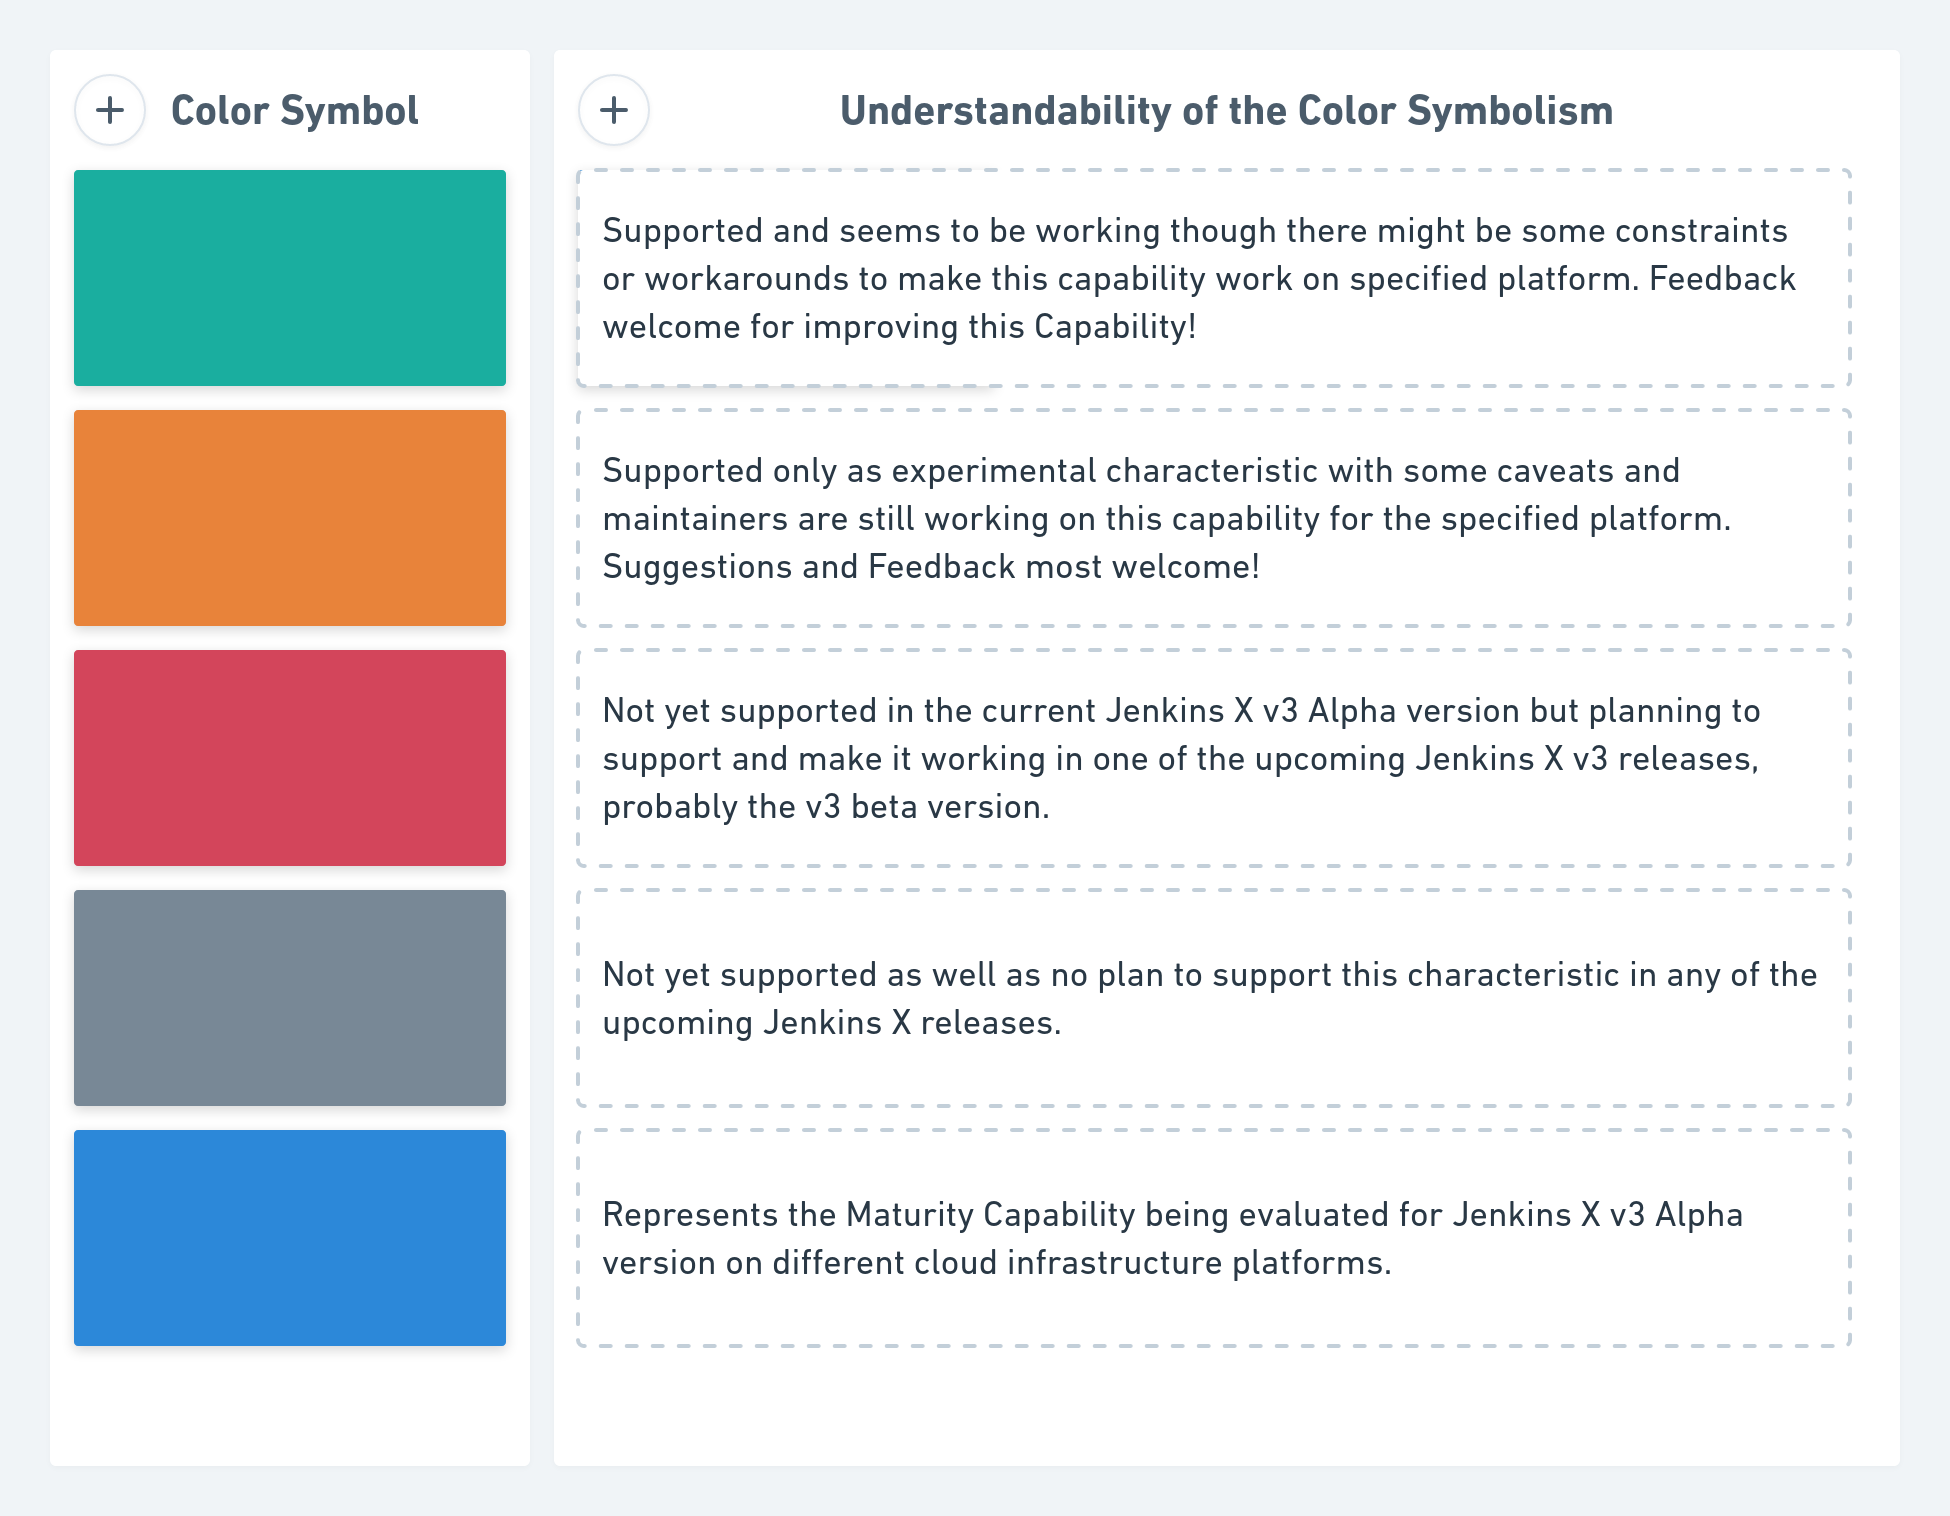 Color Symbol
Understandability of the Color Symbolism
Supported and seems to be working though there might be some constraints
or workarounds to make this capability work on specified platform. Feedback
welcome for improving this Capability!
Supported only as experimental characteristic with some caveats and
maintainers are still working on this capability for the specified platform.
Suggestions and Feedback most welcome!
Not yet supported in the current Jenkins X v3 Alpha version but planning to
support and make it working in one of the upcoming Jenkins X v3 releases,
probably the v3 beta version.
Not yet supported as well as no plan to support this characteristic in any of the
upcoming Jenkins X releases.
Represents the Maturity Capability being evaluated for Jenkins X v3 Alpha
version on different cloud infrastructure platforms.